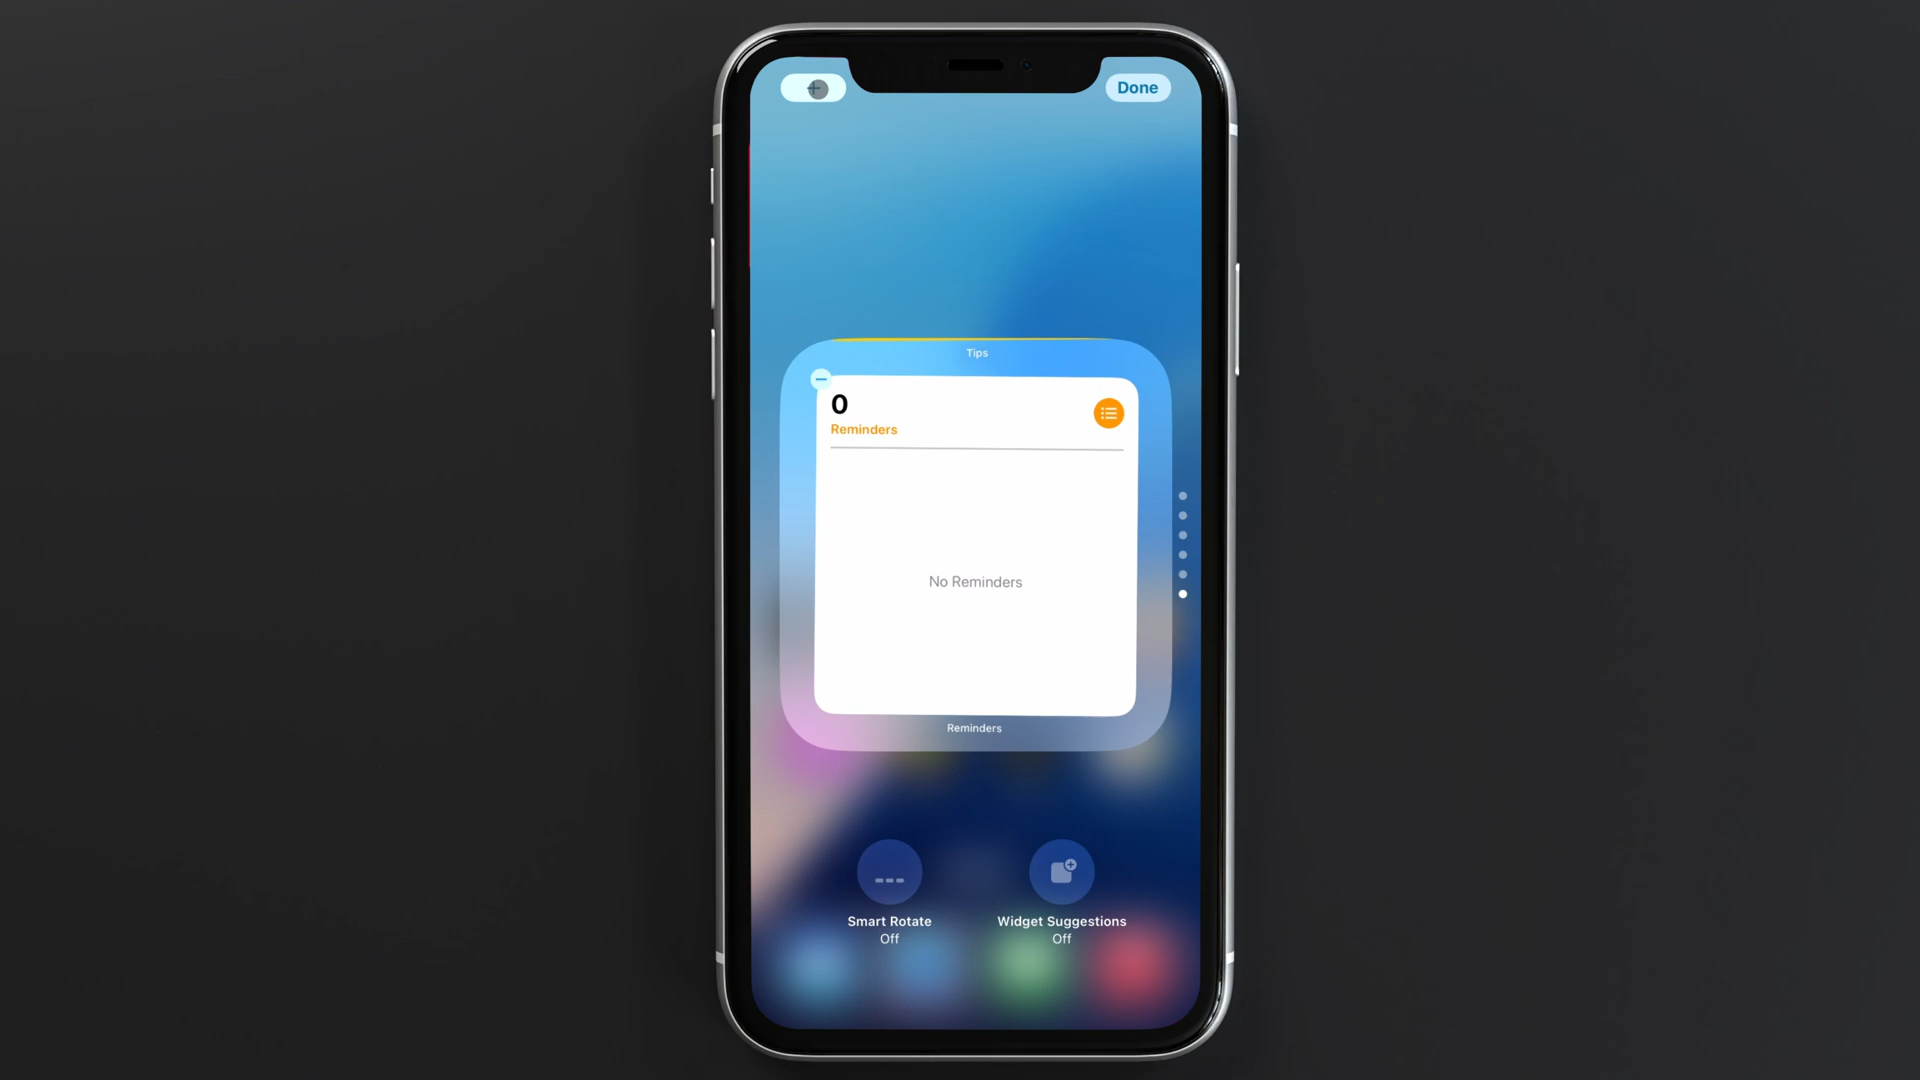 +
Done
Tips
0
Reminders
No Reminders
Reminders
Smart Rotate
Off
Widget Suggestions
Off